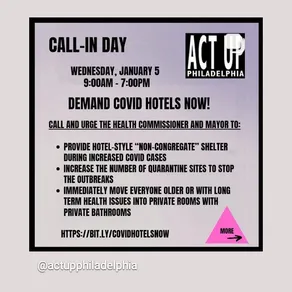 CALL-IN DAY
ACT UP
PHILADELPHIA
WEDNESDAY, JANUARY 5
9:00AM - 7:00PM
DEMAND COVID HOTELS NOW!
CALL AND URGE THE HEALTH COMMISSIONER AND MAYOR TO:
• PROVIDE HOTEL-STYLE “NON-CONGREGATE” SHELTER
DURING INCREASED COVID CASES
• INCREASE THE NUMBER OF QUARANTINE SITES TO STOP
THE OUTBREAKS
• IMMEDIATELY MOVE EVERYONE OLDER OR WITH LONG
TERM HEALTH ISSUES INTO PRIVATE ROOMS WITH
PRIVATE BATHROOMS
HTTPS://BIT.LY/COVIDHOTELSNOW
MORE
@actupphiladelphia